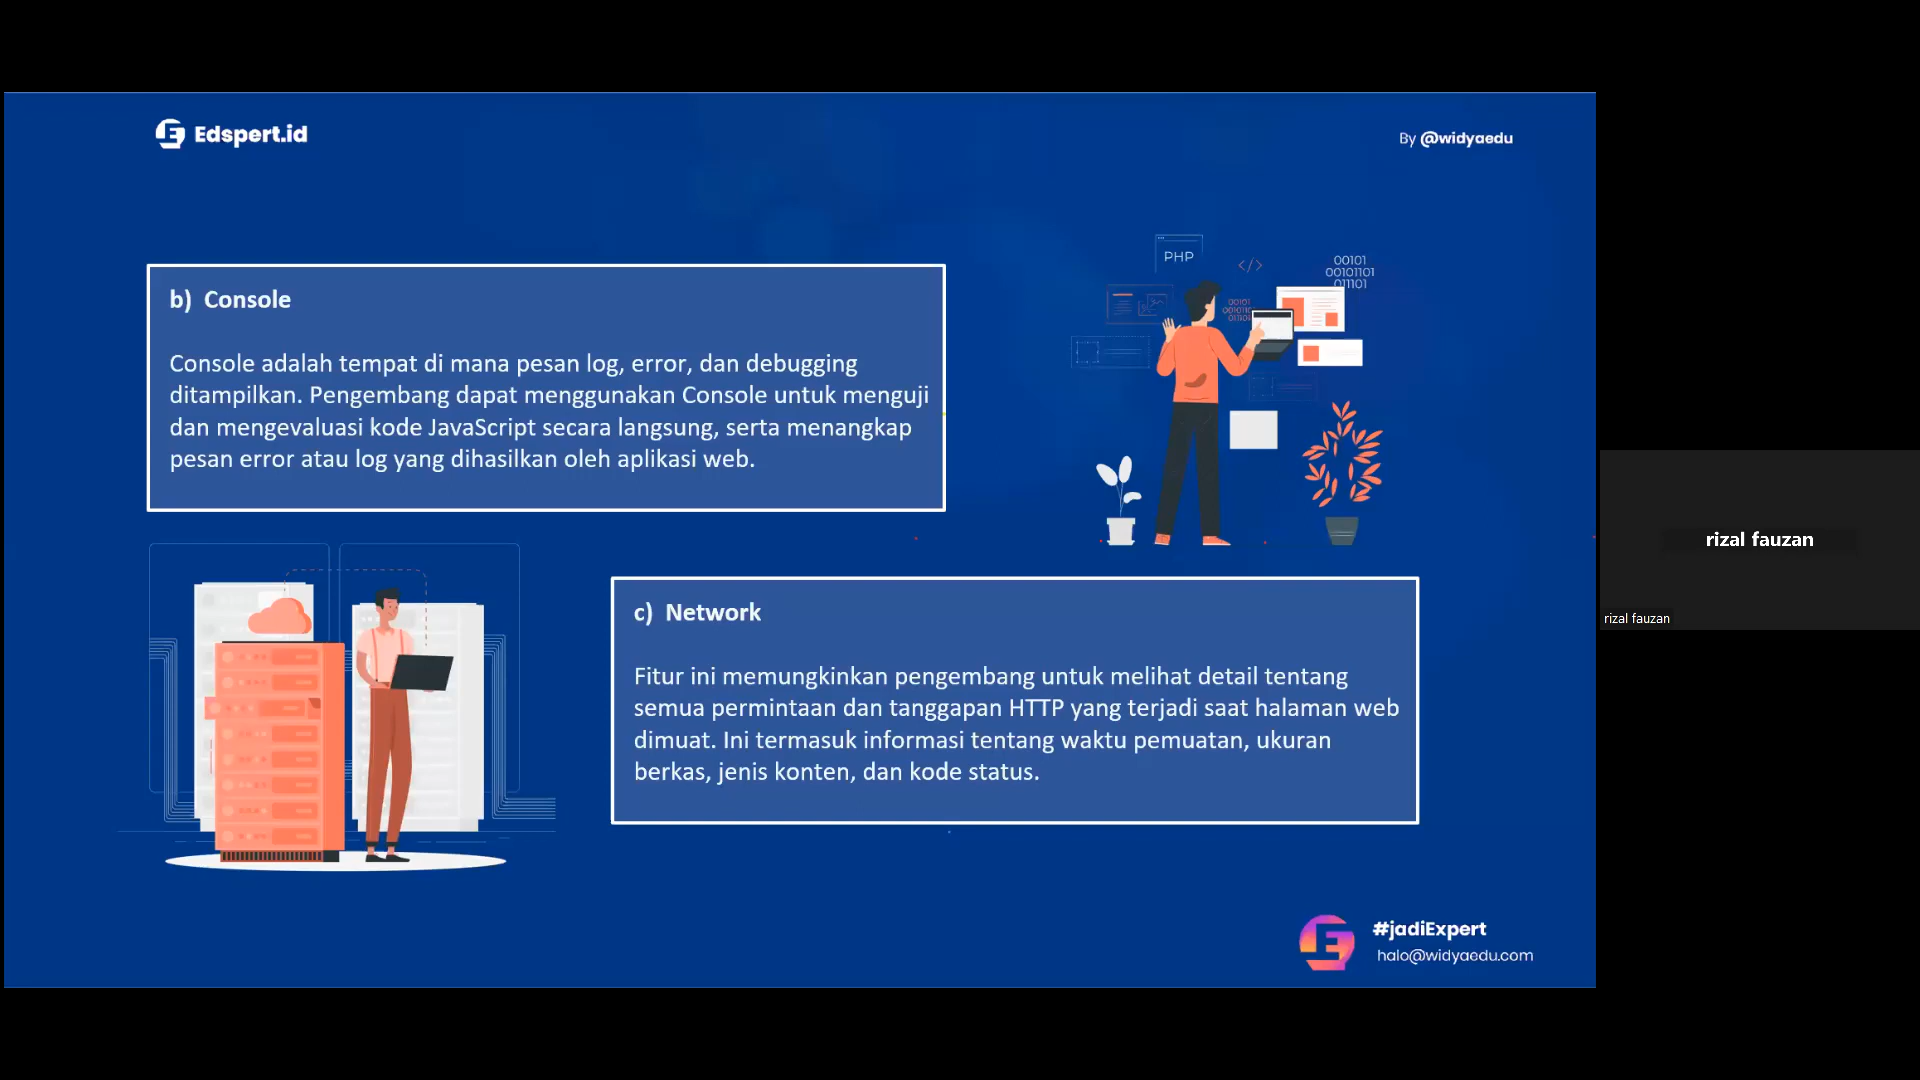 Edspert.id
By @widyaedu
b) Console
Console adalah tempat di mana pesan log, error, dan debugging
ditampilkan. Pengembang dapat menggunakan Console untuk menguji
dan mengevaluasi kode JavaScript secara langsung, serta menangkap
pesan error atau log yang dihasilkan oleh aplikasi web.
PHP
</>
00101
00101101
011101
00101
c) Network
Fitur ini memungkinkan pengembang untuk melihat detail tentang
semua permintaan dan tanggapan HTTP yang terjadi saat halaman web
dimuat. Ini termasuk informasi tentang waktu pemuatan, ukuran
berkas, jenis konten, dan kode status.
#jadiExpert
halo@widyaedu.com
rizal fauzan
rizal fauzan